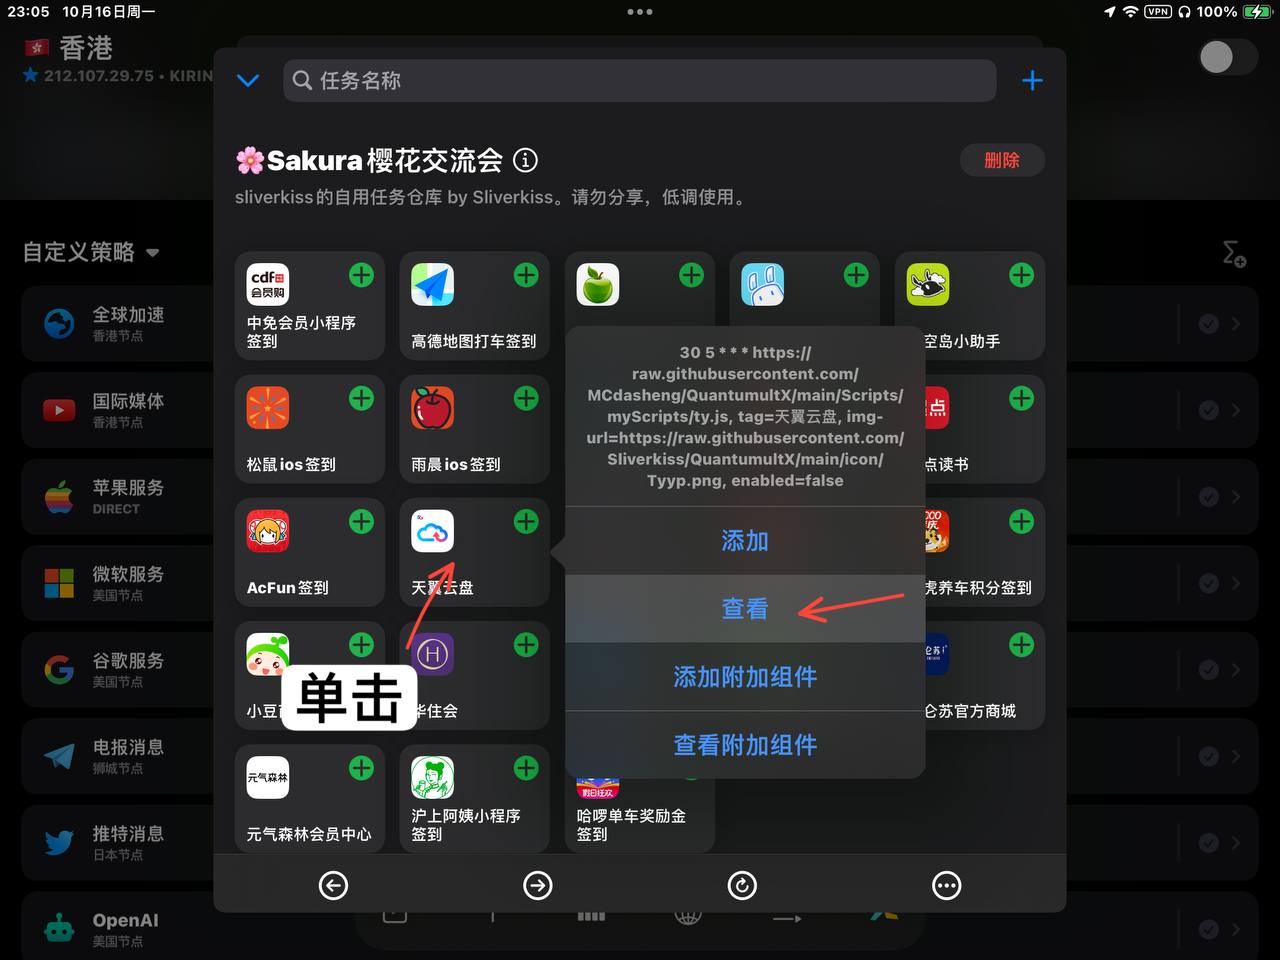 23:05 10月16日周一
VPN 100%
香港
212.107.29.75 • KIRIN
任务名称
🌸Sakura樱花交流会
删除
sliverkiss的自用任务仓库 by Sliverkiss。请勿分享，低调使用。
自定义策略
全球加速
香港节点
国际媒体
香港节点
苹果服务
DIRECT
微软服务
美国节点
谷歌服务
美国节点
电报消息
狮城节点
推特消息
日本节点
OpenAI
美国节点
cdf
会员购
中免会员小程序
签到
高德地图打车签到
空岛小助手
松鼠ios签到
雨晨ios签到
点
点读书
AcFun签到
天翼云盘
虎养车积分签到
小豆
单击
华住会
仑苏官方商城
元气森林
元气森林会员中心
沪上阿姨小程序
签到
假日狂欢
哈啰单车奖励金
签到
30 5 * * * https://
raw.githubusercontent.com/
MCdasheng/QuantumultX/main/Scripts/
myScripts/ty.js, tag=天翼云盘, img-
url=https://raw.githubusercontent.com/
Sliverkiss/QuantumultX/main/icon/
Tyyp.png, enabled=false
添加
查看
添加附加组件
查看附加组件